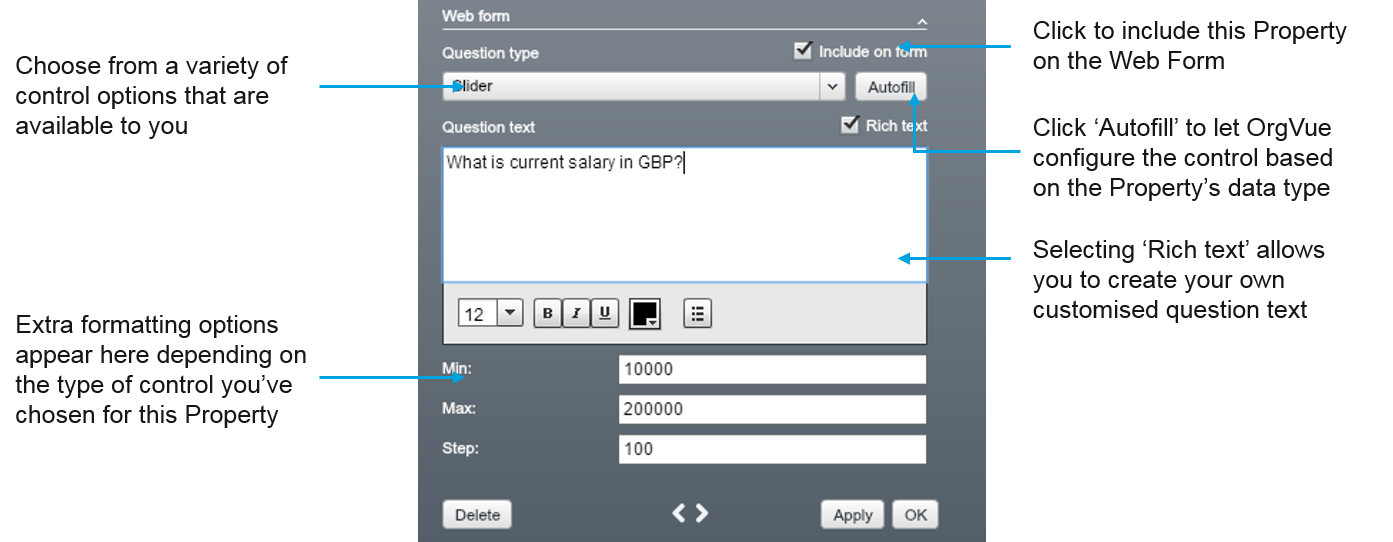 Choose from a variety of
control options that are
available to you
Extra formatting options
appear here depending on
the type of control you've
chosen for this Property
Web form
Question type
Include on form
Slider
Autofill
Question text
Rich text
What is current salary in GBP?
12
B
I
U
Min:
10000
Max:
200000
Step:
100
Delete
Apply
OK
Click to include this Property
on the Web Form
Click ‘Autofill’ to let OrgVue
configure the control based
on the Property’s data type
Selecting ‘Rich text’ allows
you to create your own
customised question text